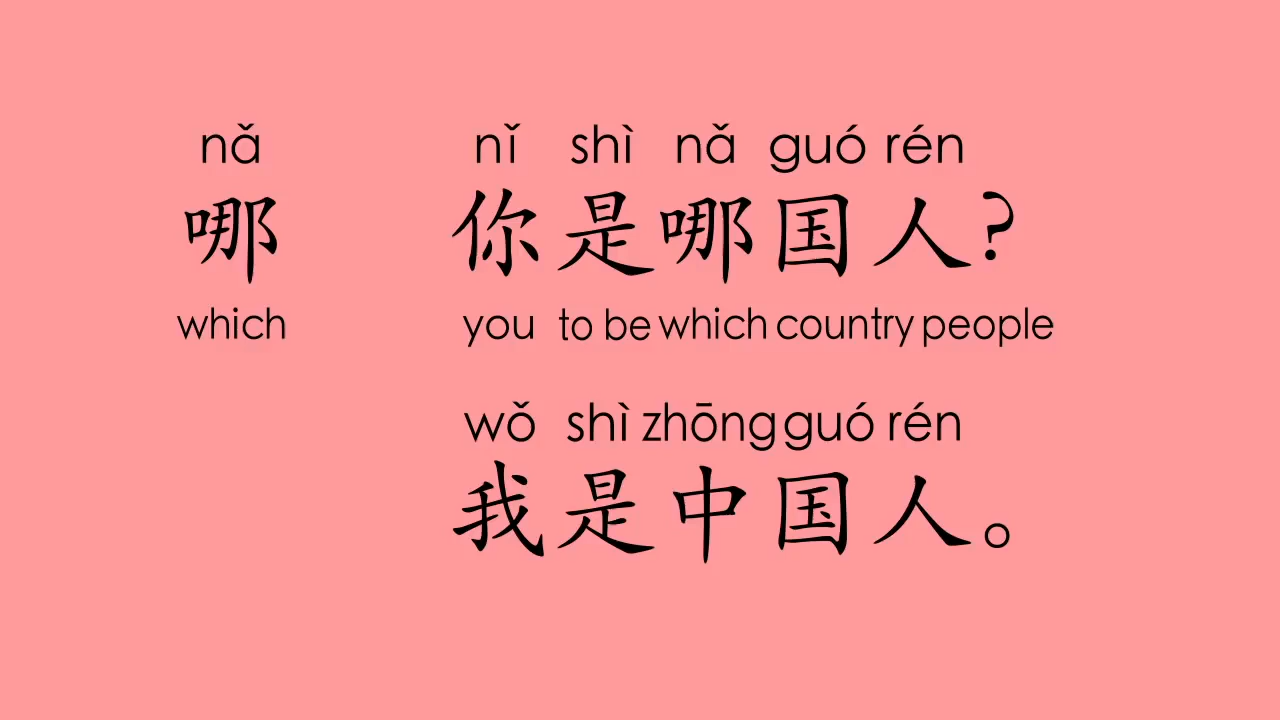 nǎ nǐ shì nǎ guó rén
哪 你是哪国人?
which you to be which country people
wǒ shì zhōng guó rén
我是中国人。